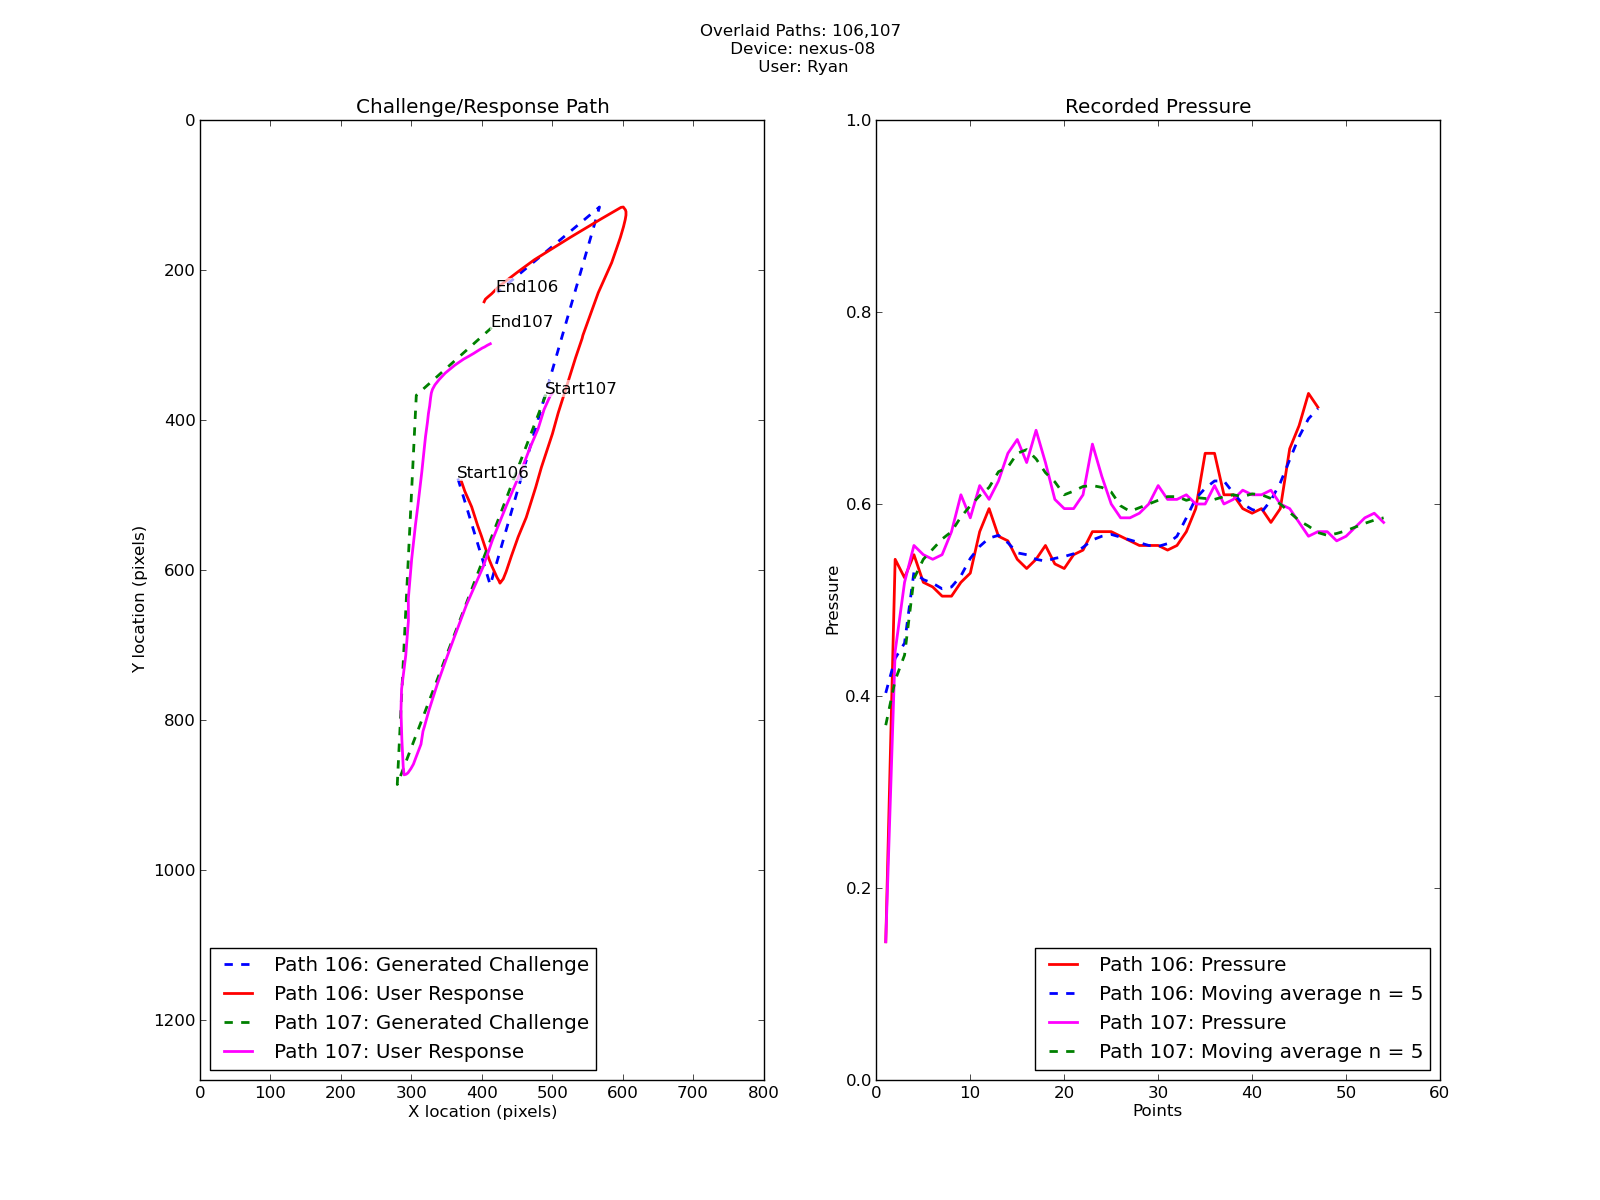 Overlaid Paths: 106,107
Device: nexus-08
User: Ryan
Challenge/Response Path
0
200
400
600
800
1000
1200
Y location (pixels)
End106
End107
Start107
Start106
Path 106: Generated Challenge
Path 106: User Response
Path 107: Generated Challenge
Path 107: User Response
0 100 200 300 400 500 600 700 800
X location (pixels)
Recorded Pressure
1.0
0.8
0.6
0.4
0.2
0.0
Pressure
Path 106: Pressure
Path 106: Moving average n = 5
Path 107: Pressure
Path 107: Moving average n = 5
0 10 20 30 40 50 60
Points